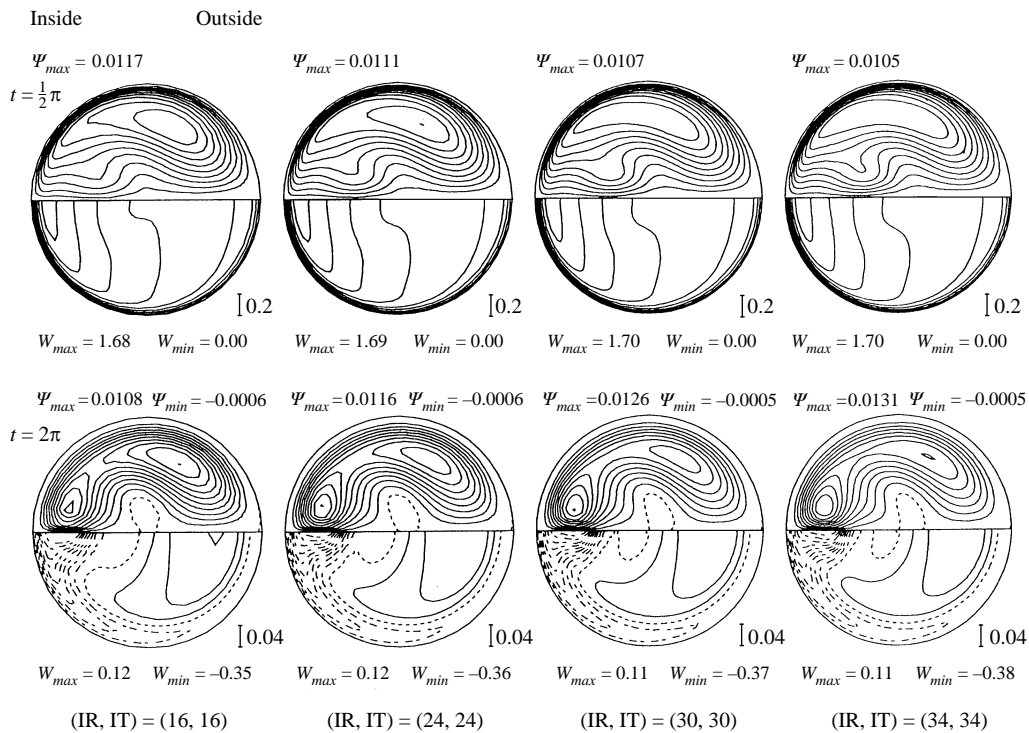 Inside Outside
Ψmax = 0.0117 Ψmax = 0.0111 Ψmax = 0.0107 Ψmax = 0.0105
t = 1/2 π
0.2 0.2 0.2 0.2
Wmax = 1.68 Wmin = 0.00 Wmax = 1.69 Wmin = 0.00 Wmax = 1.70 Wmin = 0.00 Wmax = 1.70 Wmin = 0.00
Ψmax = 0.0108 Ψmin = –0.0006 Ψmax = 0.0116 Ψmin = –0.0006 Ψmax = 0.0126 Ψmin = –0.0005 Ψmax = 0.0131 Ψmin = –0.0005
t = 2π
0.04 0.04 0.04 0.04
Wmax = 0.12 Wmin = –0.35 Wmax = 0.12 Wmin = –0.36 Wmax = 0.11 Wmin = –0.37 Wmax = 0.11 Wmin = –0.38
(IR, IT) = (16, 16) (IR, IT) = (24, 24) (IR, IT) = (30, 30) (IR, IT) = (34, 34)